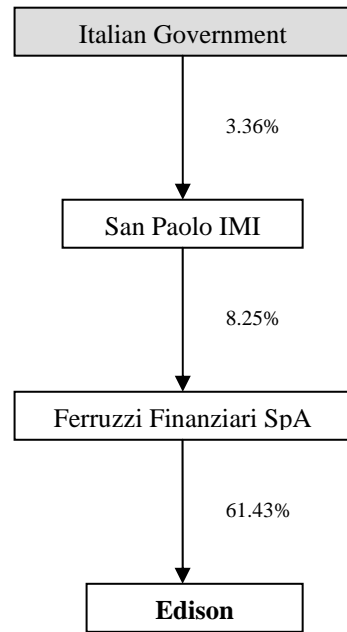 Italian Government
3.36%
San Paolo IMI
8.25%
Ferruzzi Finanziari SpA
61.43%
Edison